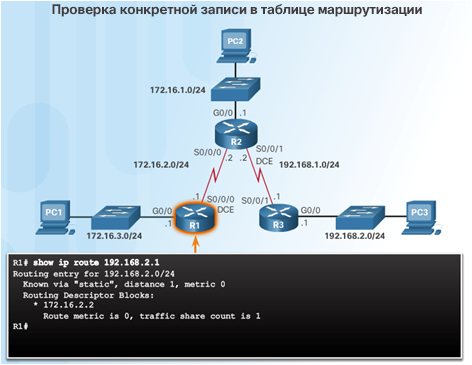 Проверка конкретной записи в таблице маршрутизации
PC2
172.16.1.0/24
G0/0
.1
R2
172.16.2.0/24
S0/0/0
.2
.2
S0/0/1
DCE
192.168.1.0/24
PC1
172.16.3.0/24
G0/0
.1
R1
.1
S0/0/0
DCE
S0/0/1
.1
R3
G0/0
.1
192.168.2.0/24
PC3
R1# show ip route 192.168.2.1
Routing entry for 192.168.2.0/24
Known via "static", distance 1, metric 0
Routing Descriptor Blocks:
* 172.16.2.2
Route metric is 0, traffic share count is 1
R1#